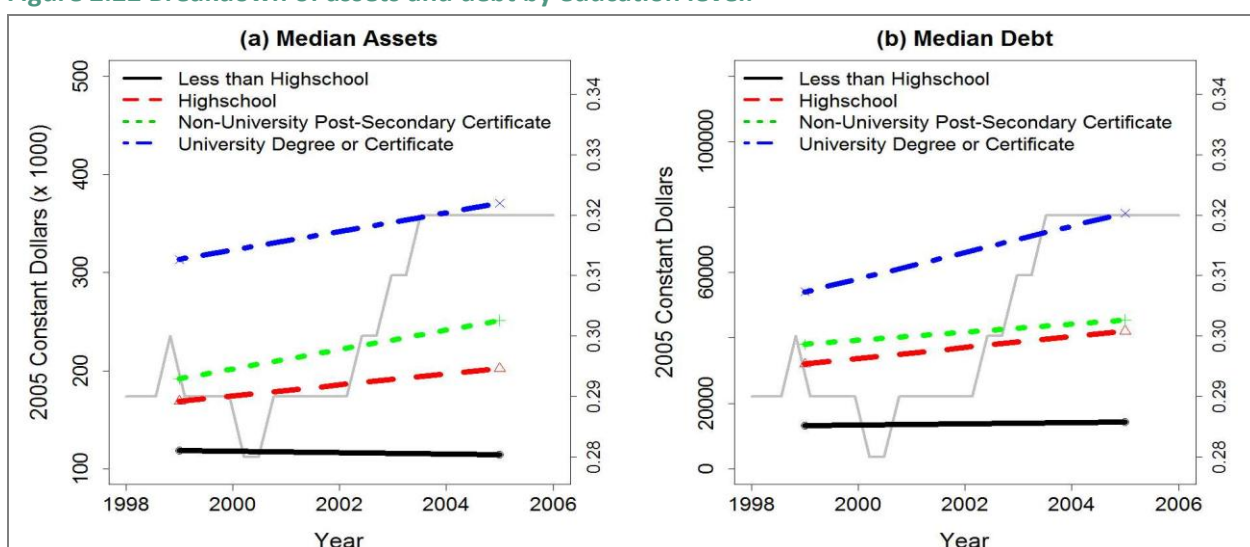 Figure 2.22 Breakdown of assets and debt by education level.
(a) Median Assets
Less than Highschool
Highschool
Non-University Post-Secondary Certificate
University Degree or Certificate
2005 Constant Dollars (x 1000)
500
400
300
200
100
0.34
0.33
0.32
0.31
0.30
0.29
0.28
1998 2000 2002 2004 2006
Year
(b) Median Debt
Less than Highschool
Highschool
Non-University Post-Secondary Certificate
University Degree or Certificate
2005 Constant Dollars
100000
60000
20000
0
0.34
0.33
0.32
0.31
0.30
0.29
0.28
1998 2000 2002 2004 2006
Year